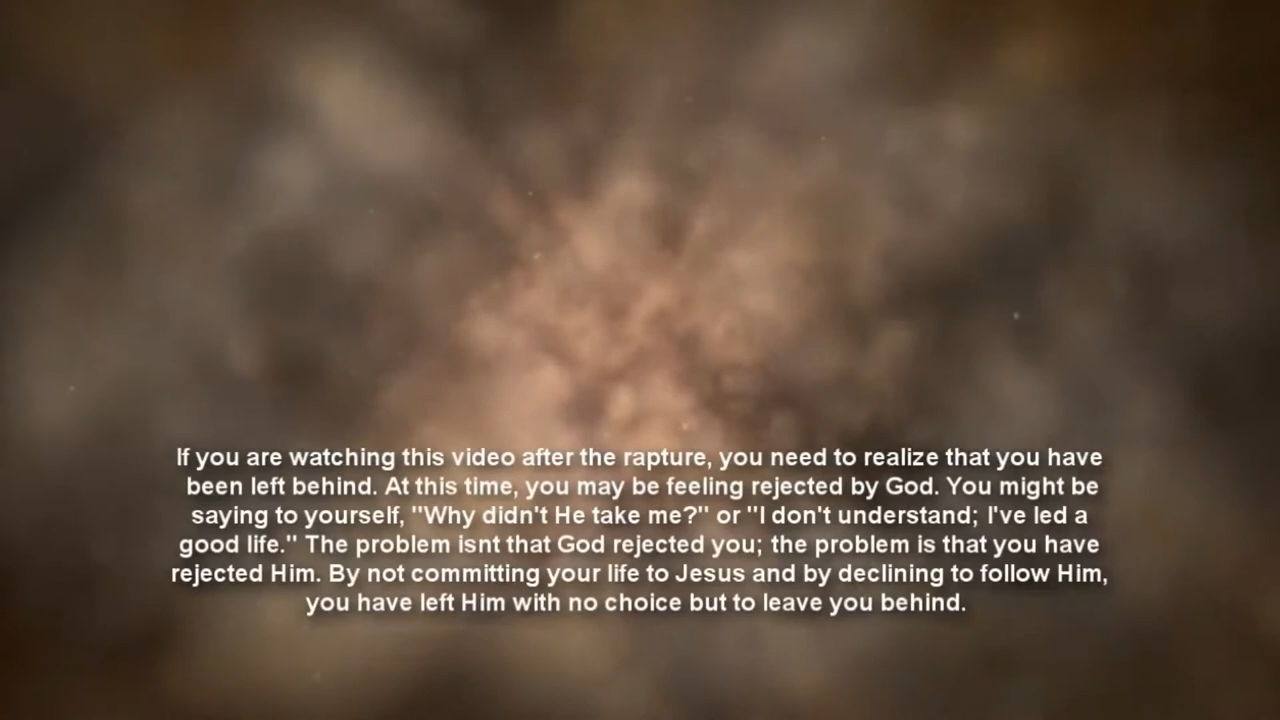 If you are watching this video after the rapture, you need to realize that you have
been left behind. At this time, you may be feeling rejected by God. You might be
saying to yourself, "Why didn't He take me?" or "I don't understand; I've led a
good life." The problem isnt that God rejected you; the problem is that you have
rejected Him. By not committing your life to Jesus and by declining to follow Him,
you have left Him with no choice but to leave you behind.